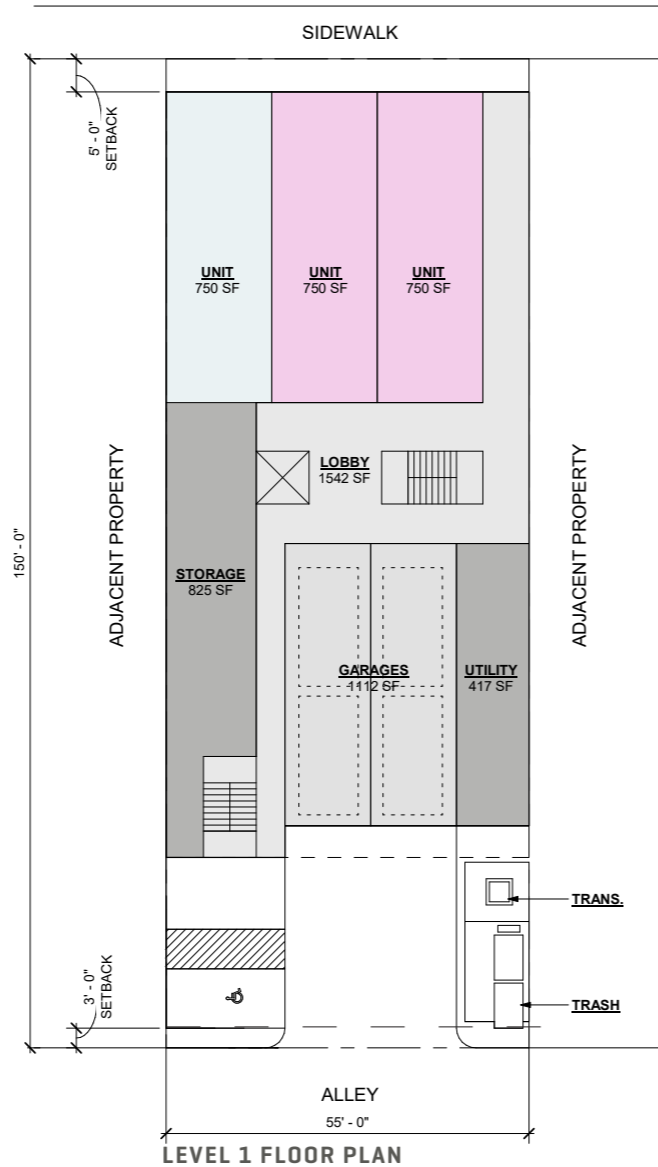 SIDEWALK
5' - 0"
SETBACK
UNIT
750 SF
UNIT
750 SF
UNIT
750 SF
ADJACENT PROPERTY
150' - 0"
LOBBY
1542 SF
ADJACENT PROPERTY
STORAGE
825 SF
GARAGES
1112 SF
UTILITY
417 SF
TRANS.
3' - 0"
SETBACK
TRASH
ALLEY
55' - 0"
LEVEL 1 FLOOR PLAN